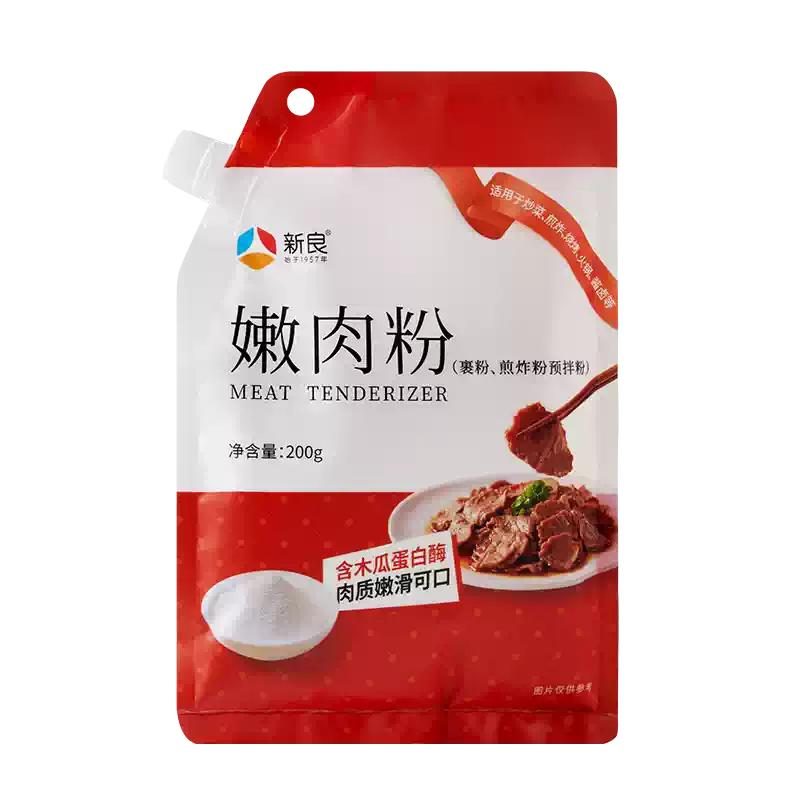 适用于炒菜、煎炸、烧烤、火锅、酱卤等
新良®
始于1957年
嫩肉粉
(裹粉、煎炸粉预拌粉)
MEAT TENDERIZER
净含量:200g
含木瓜蛋白酶
肉质嫩滑可口
图片仅供参考